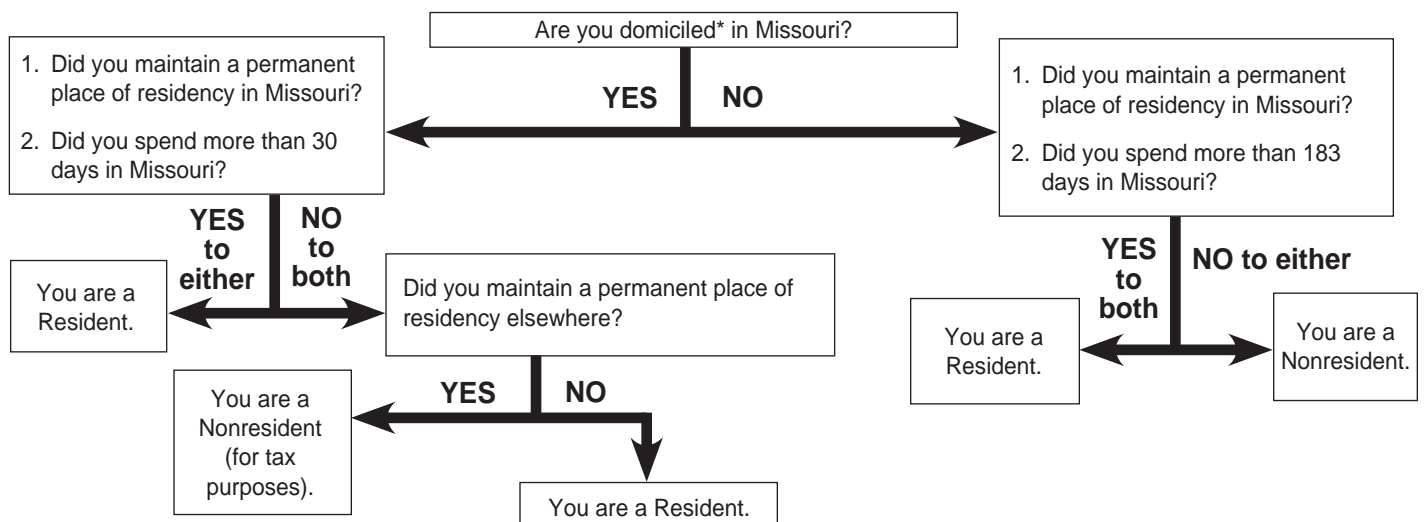 Are you domiciled* in Missouri?
YES
NO
1. Did you maintain a permanent
place of residency in Missouri?
2. Did you spend more than 30
days in Missouri?
1. Did you maintain a permanent
place of residency in Missouri?
2. Did you spend more than 183
days in Missouri?
YES
to
either
NO
to
both
You are a
Resident.
Did you maintain a permanent place of
residency elsewhere?
YES
to
both
NO to either
You are a
Resident.
You are a
Nonresident.
YES
NO
You are a
Nonresident
(for tax
purposes).
You are a Resident.